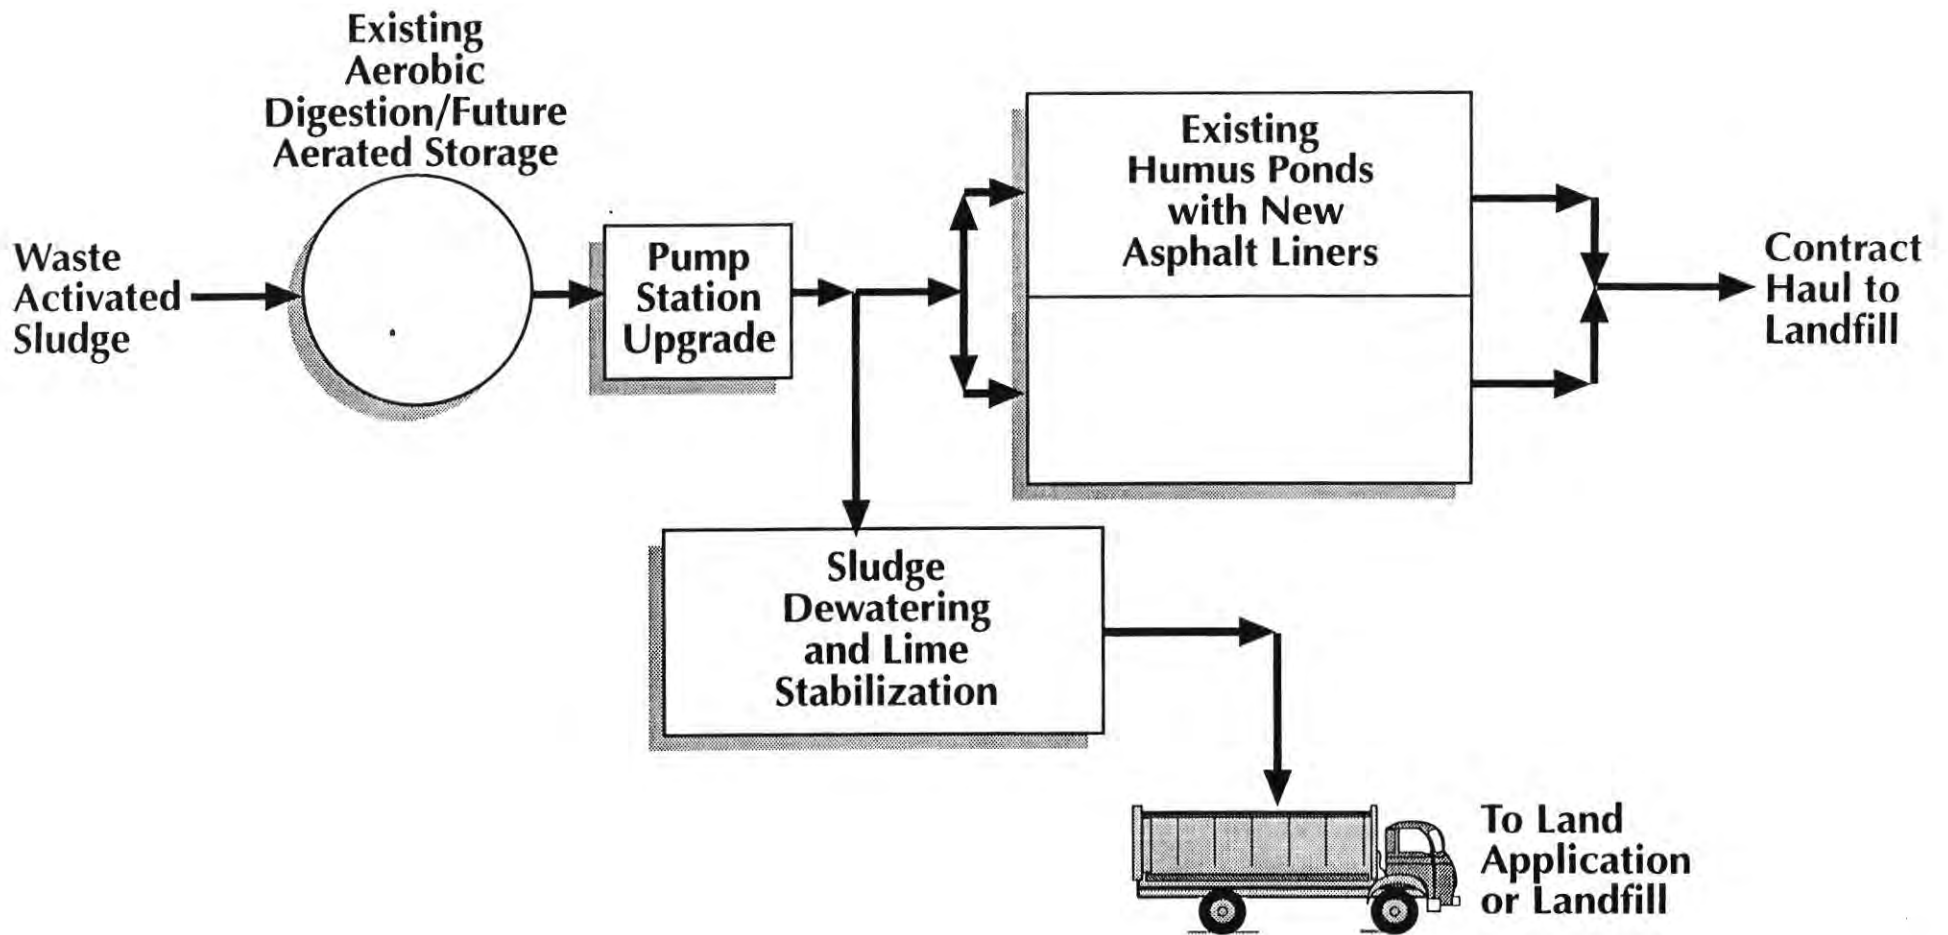 Existing
Aerobic
Digestion/Future
Aerated Storage
Waste
Activated
Sludge
Pump
Station
Upgrade
Existing
Humus Ponds
with New
Asphalt Liners
Contract
Haul to
Landfill
Sludge
Dewatering
and Lime
Stabilization
To Land
Application
or Landfill